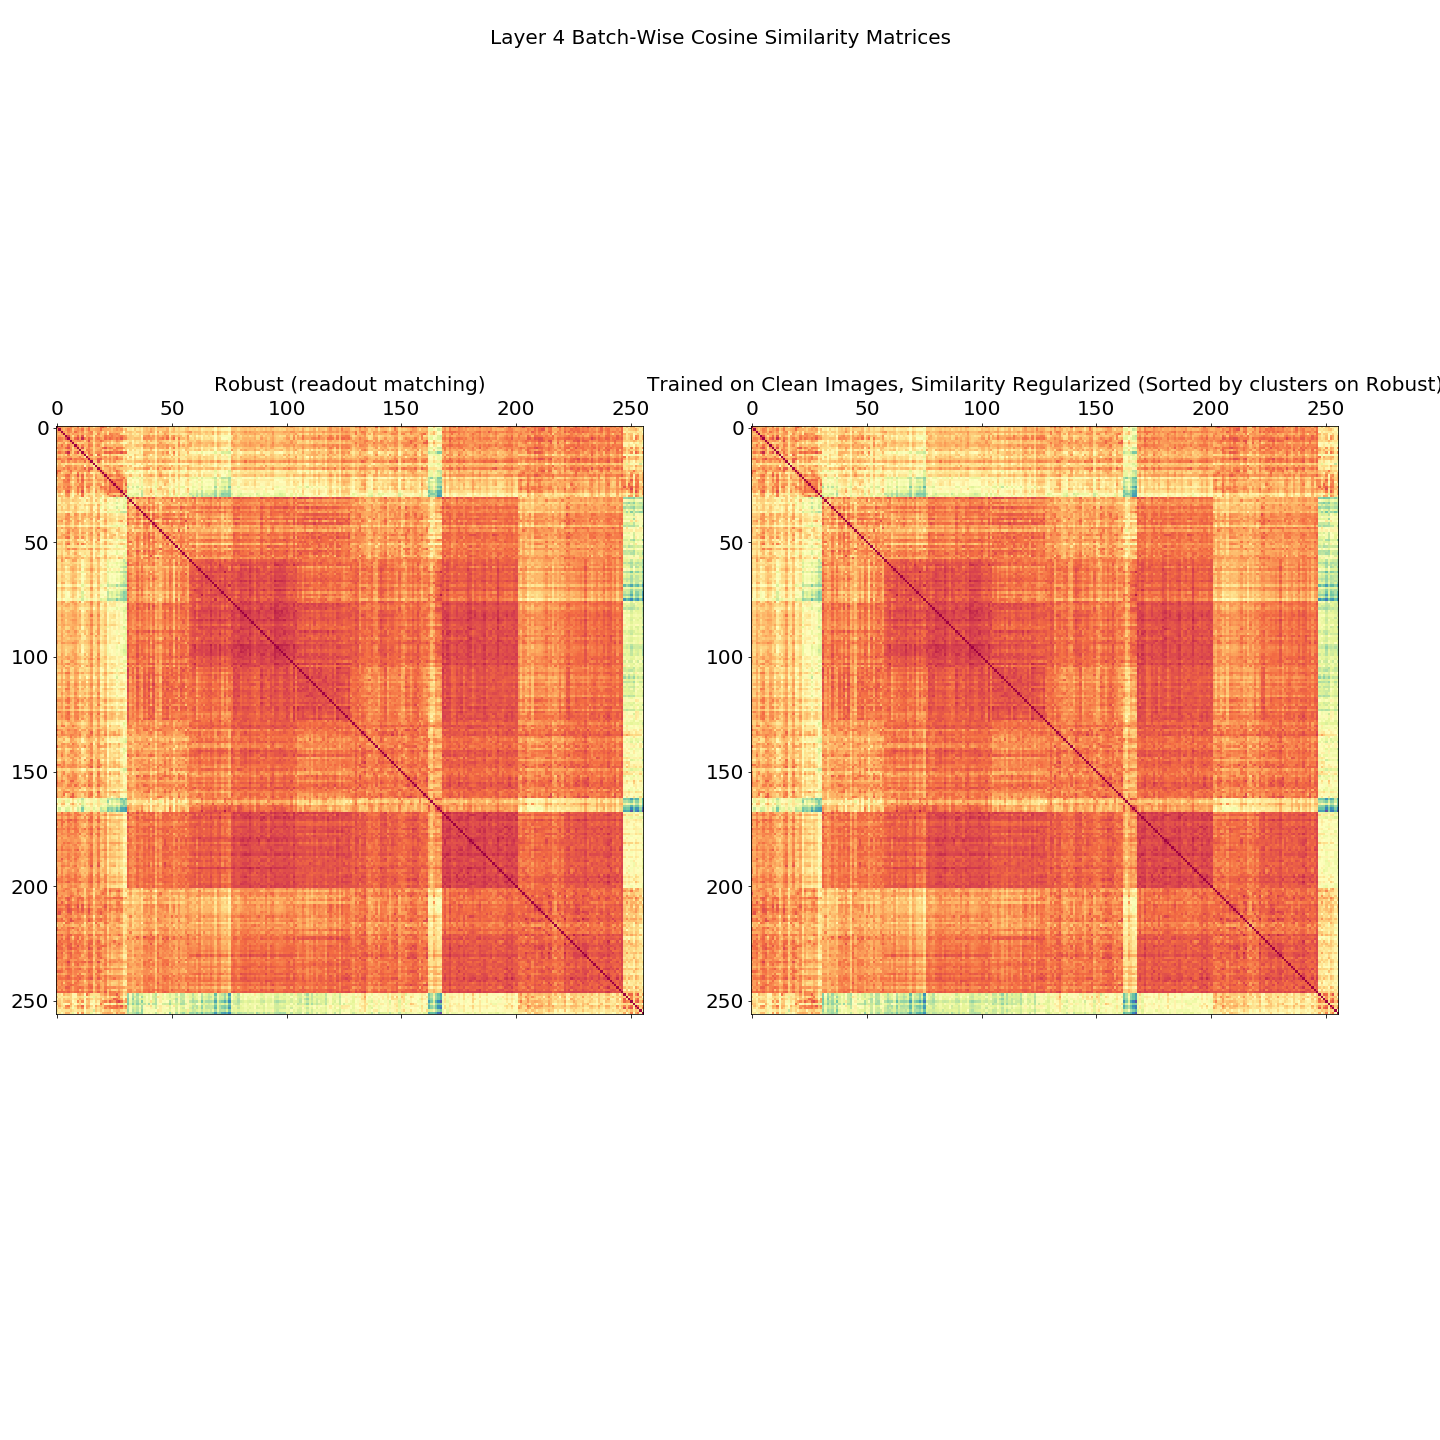 Layer 4 Batch-Wise Cosine Similarity Matrices
Robust (readout matching)
0 50 100 150 200 250
0
50
100
150
200
250
Trained on Clean Images, Similarity Regularized (Sorted by clusters on Robust)
0 50 100 150 200 250
0
50
100
150
200
250